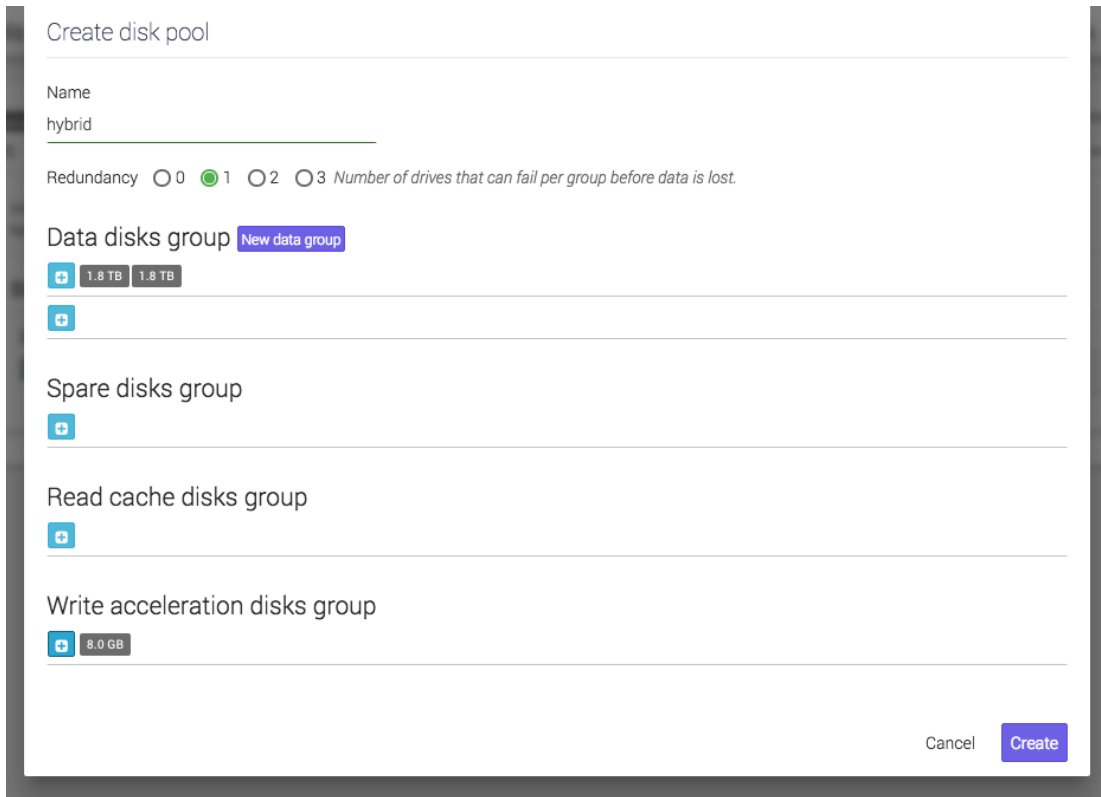 Create disk pool
Name
hybrid
Redundancy 0 1 2 3 Number of drives that can fail per group before data is lost.
Data disks group New data group
1.8 TB 1.8 TB
Spare disks group
Read cache disks group
Write acceleration disks group
8.0 GB
Cancel Create